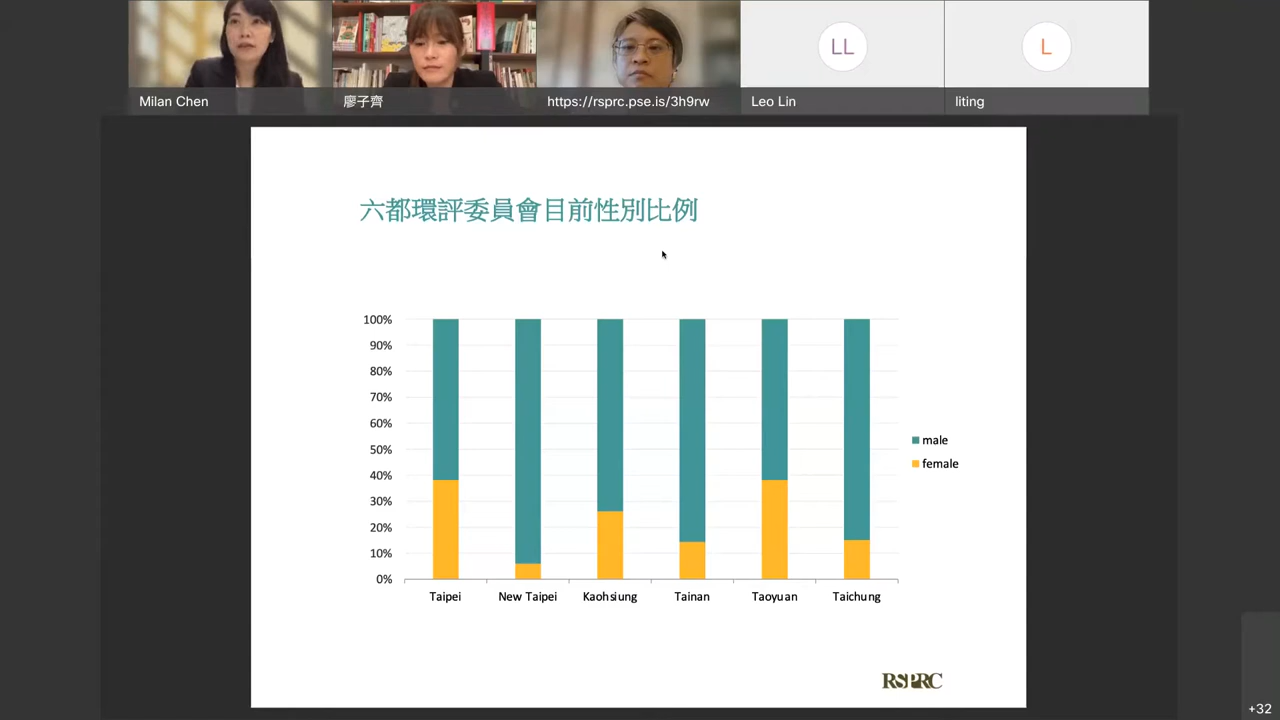 Milan Chen
廖子齊
https://rsprc.pse.is/3h9rw
LL
Leo Lin
L
liting
六都環評委員會目前性別比例
100%
90%
80%
70%
60%
50%
40%
30%
20%
10%
0%
Taipei
New Taipei
Kaohsiung
Tainan
Taoyuan
Taichung
male
female
RSPRC
+32